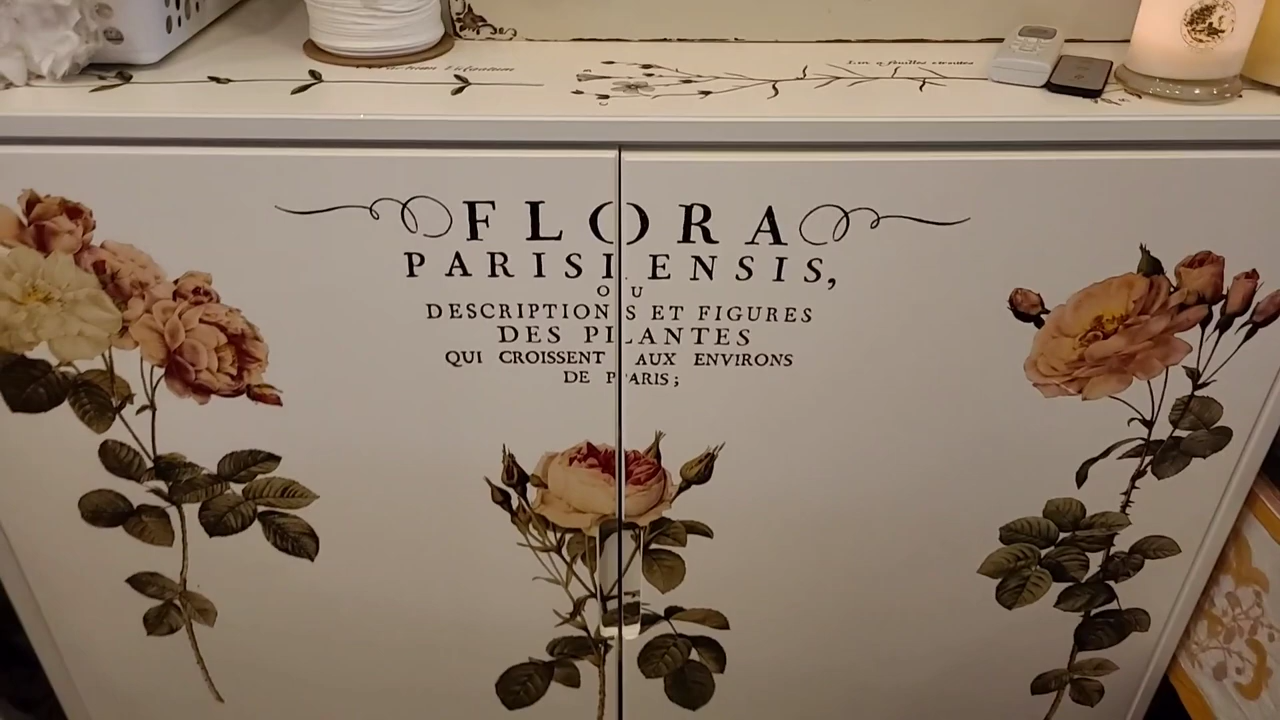 FLORA
PARISIENSIS,
OU
DESCRIPTIONS ET FIGURES
DES PLANTES
QUI CROISSENT AUX ENVIRONS
DE PARIS;